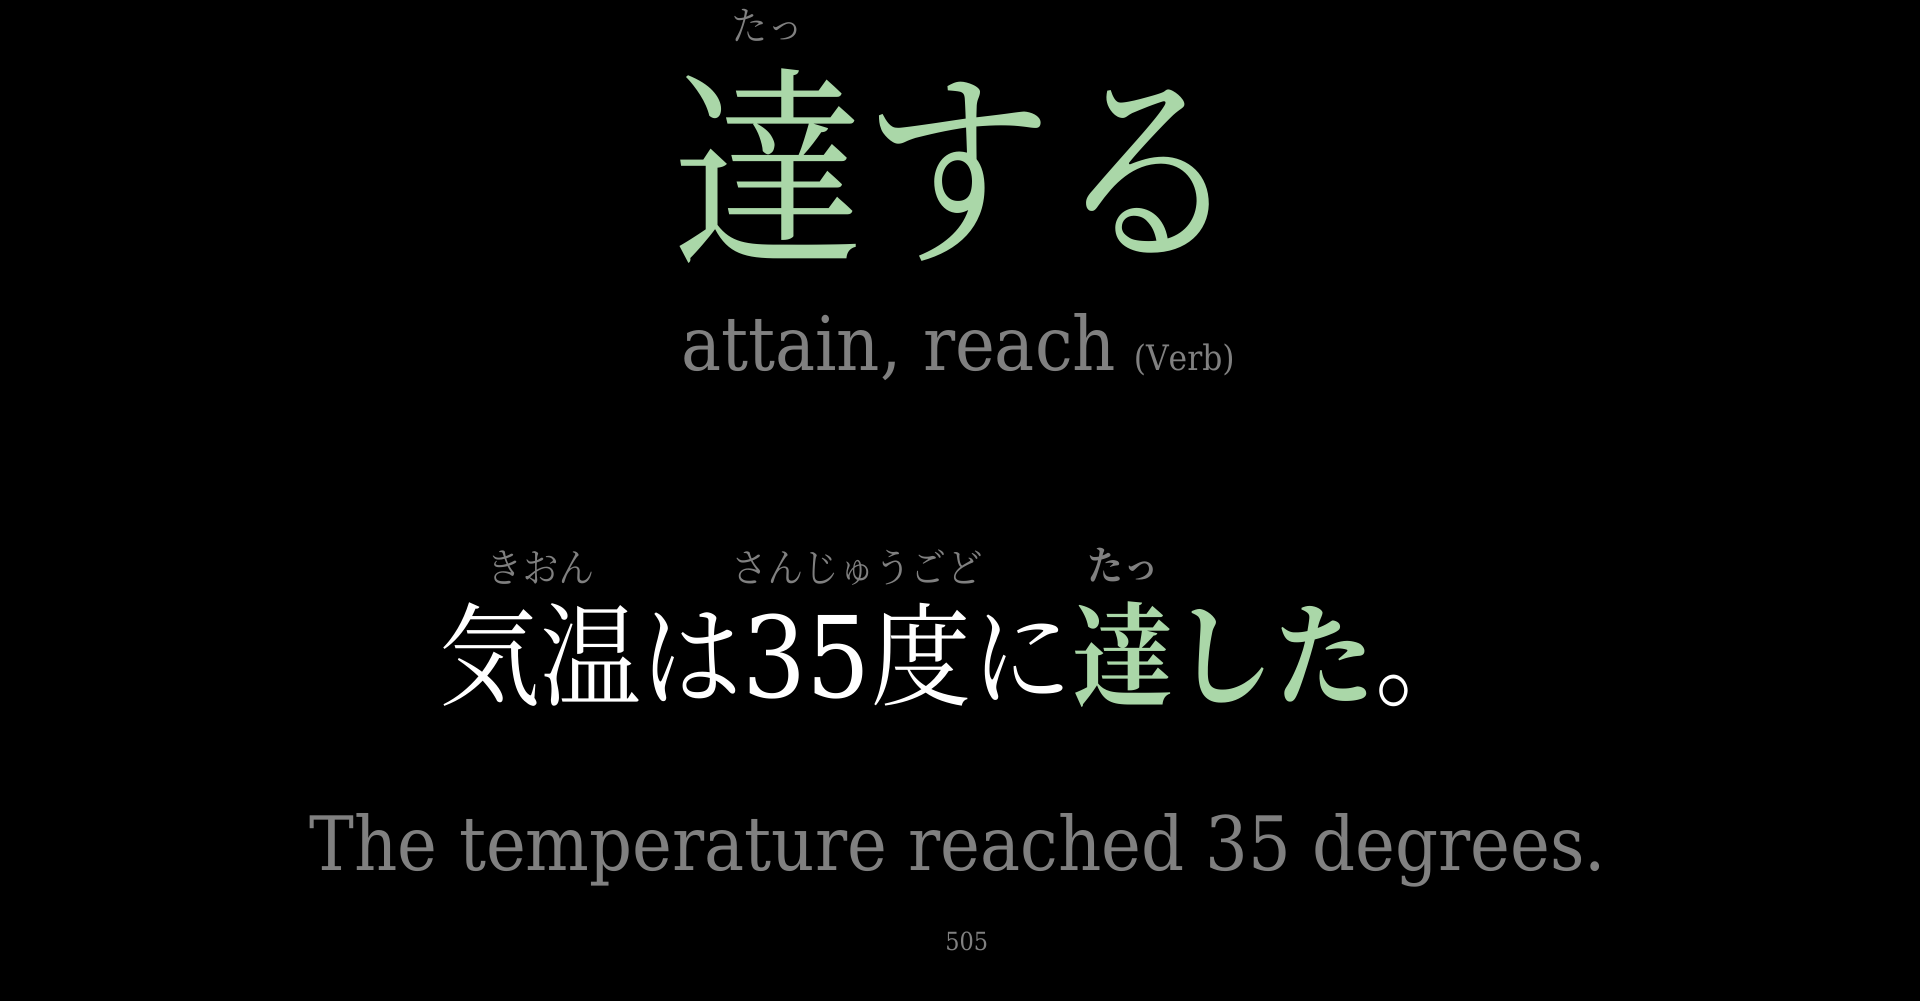 たっ
達する
attain, reach (Verb)
きおん さんじゅうごど たっ
気温は35度に達した。
The temperature reached 35 degrees.
505